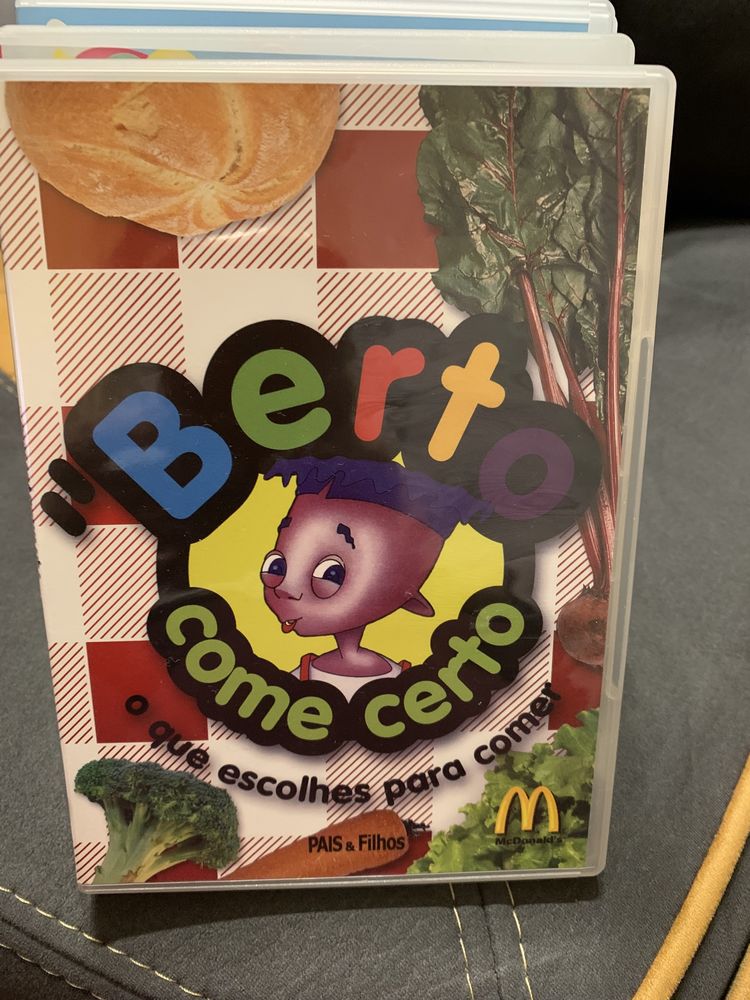 "Berto
come certo
o que escolhes para comer
PAIS & Filhos
McDonald's